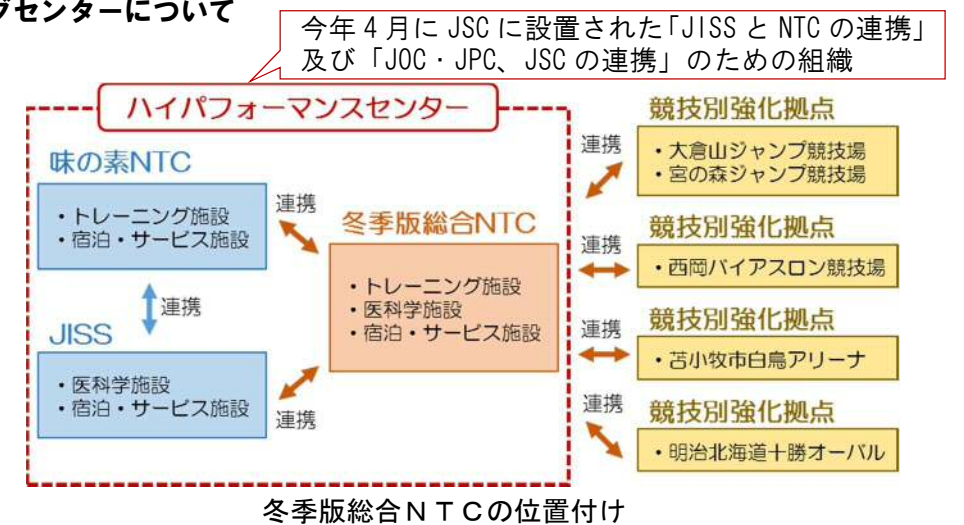 グセンターについて
今年4月にJSCに設置された「JISSとNTCの連携」
及び「JOC・JPC、JSCの連携」のための組織
ハイパフォーマンスセンター
味の素NTC
・トレーニング施設
・宿泊・サービス施設
連携
連携
JISS
・医科学施設
・宿泊・サービス施設
連携
冬季版総合NTC
・トレーニング施設
・医科学施設
・宿泊・サービス施設
連携
競技別強化拠点
・大倉山ジャンプ競技場
・宮の森ジャンプ競技場
連携
競技別強化拠点
・西岡バイアスロン競技場
連携
競技別強化拠点
・苫小牧市白鳥アリーナ
連携
競技別強化拠点
・明治北海道十勝オーバル
冬季版総合ＮＴＣの位置付け